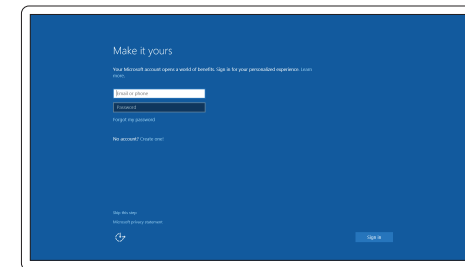 Make it yours
Your Microsoft account opens a world of benefits. Sign in for your personalized experience. Learn
more.
Email or phone
Password
Forgot my password
No account? Create one!
Skip this step
Microsoft privacy statement
Sign in